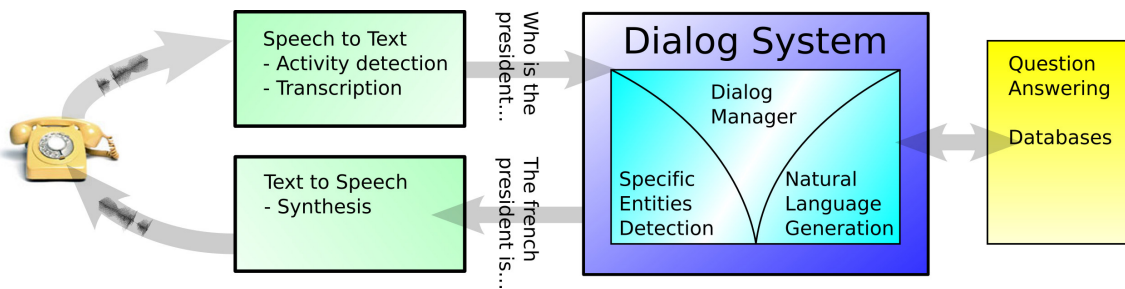 Speech to Text
- Activity detection
- Transcription
Who is the
president...
Dialog System
Dialog
Manager
Specific
Entities
Detection
Natural
Language
Generation
Question
Answering
Databases
Text to Speech
- Synthesis
The french
president is...